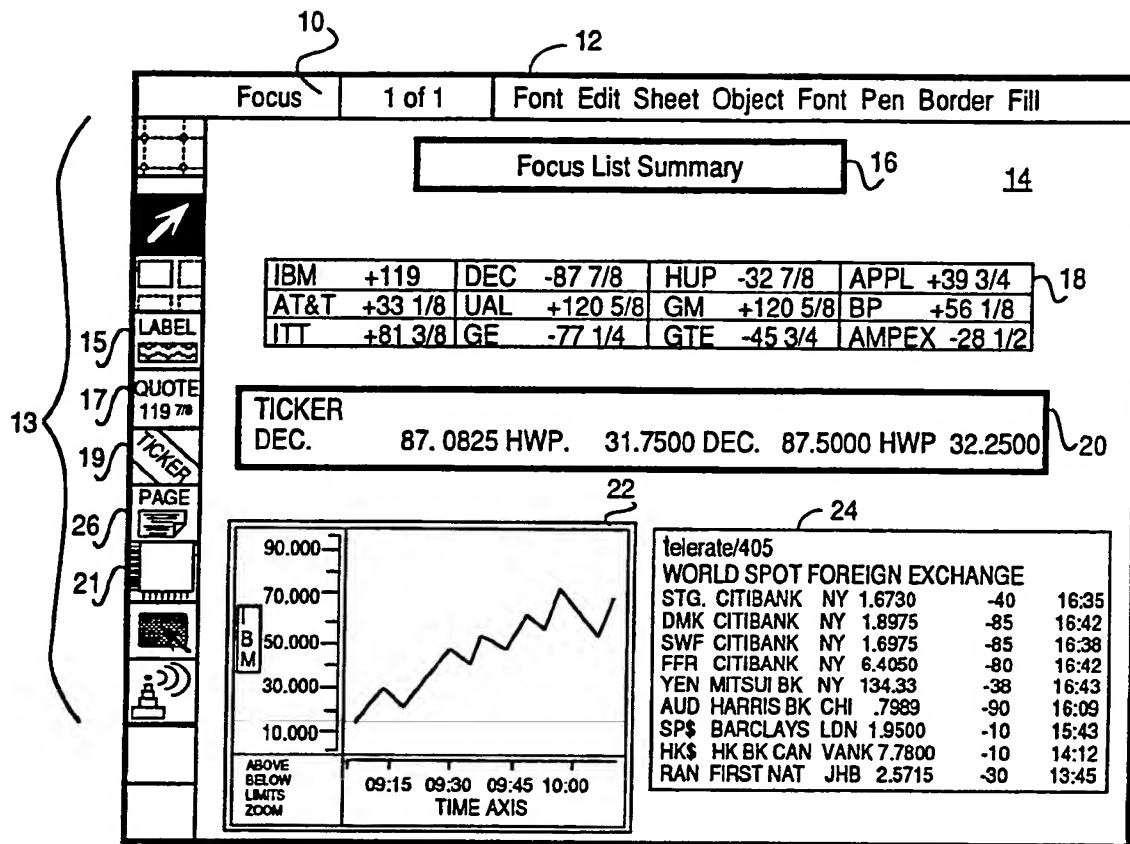 10
12
Focus 1 of 1 Font Edit Sheet Object Font Pen Border Fill
Focus List Summary
16
14
IBM +119 DEC -87 7/8 HUP -32 7/8 APPL +39 3/4
18
AT&T +33 1/8 UAL +120 5/8 GM +120 5/8 BP +56 1/8
ITT +81 3/8 GE -77 1/4 GTE -45 3/4 AMPEX -28 1/2
13
15
LABEL
17
QUOTE
119 7/8
19
TICKER
26
PAGE
21
TICKER
DEC. 87.0825 HWP. 31.7500 DEC. 87.5000 HWP 32.2500
20
22
90.000
70.000
50.000
30.000
10.000
IBM
ABOVE
BELOW
LIMITS
ZOOM
09:15 09:30 09:45 10:00
TIME AXIS
24
telerate/405
WORLD SPOT FOREIGN EXCHANGE
STG. CITIBANK NY 1.6730 -40 16:35
DMK CITIBANK NY 1.8975 -85 16:42
SWF CITIBANK NY 1.6975 -85 16:38
FFR CITIBANK NY 6.4050 -80 16:42
YEN MITSUI BK NY 134.33 -38 16:43
AUD HARRIS BK CHI .7989 -90 16:09
SP$ BARCLAYS LDN 1.9500 -10 15:43
HK$ HK BK CAN VANK 7.7800 -10 14:12
RAN FIRST NAT JHB 2.5715 -30 13:45